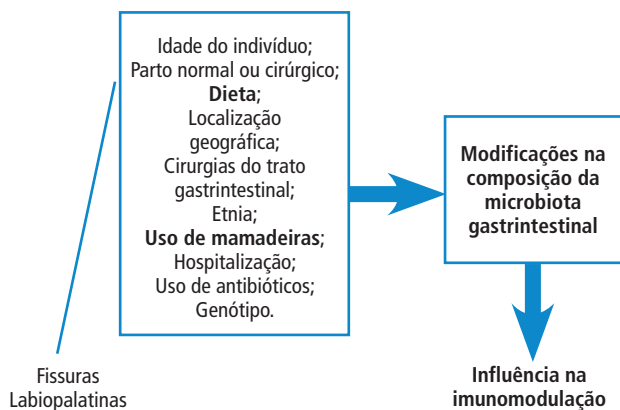 Idade do indivíduo;
Parto normal ou cirúrgico;
Dieta;
Localização
geográfica;
Cirurgias do trato
gastrintestinal;
Etnia;
Uso de mamadeiras;
Hospitalização;
Uso de antibióticos;
Genótipo.
Modificações na
composição da
microbiota
gastrintestinal
Fissuras
Labiopalatinas
Influência na
imunomodulação